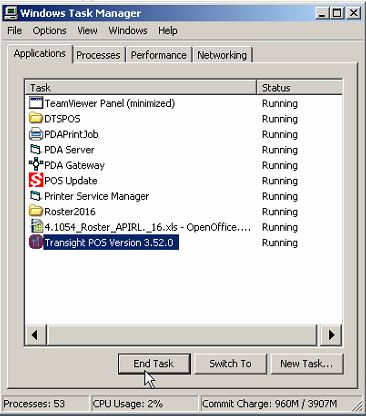 Windows Task Manager
File Options View Windows Help
Applications Processes Performance Networking
Task Status
TeamViewer Panel (minimized) Running
DTSPOS Running
PDAPrintJob Running
PDA Server Running
PDA Gateway Running
POS Update Running
Printer Service Manager Running
Roster2016 Running
4.1054_Roster_APIRL._16.xls - OpenOffice.... Running
Transight POS Version 3.52.0 Running
End Task Switch To New Task...
Processes: 53 CPU Usage: 2% Commit Charge: 960M / 3907M